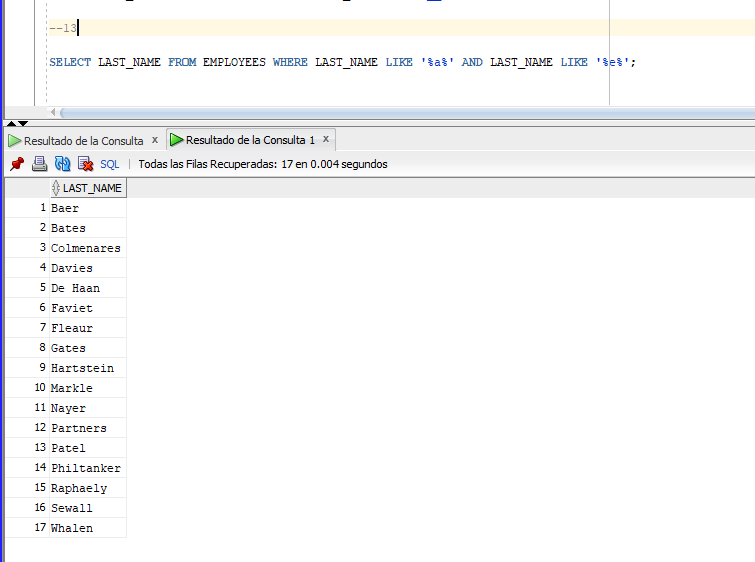 --13
SELECT LAST_NAME FROM EMPLOYEES WHERE LAST_NAME LIKE '%a%' AND LAST_NAME LIKE '%e%';
Resultado de la Consulta x Resultado de la Consulta 1 x
SQL | Todas las Filas Recuperadas: 17 en 0.004 segundos
LAST_NAME
1 Baer
2 Bates
3 Colmenares
4 Davies
5 De Haan
6 Faviet
7 Fleaur
8 Gates
9 Hartstein
10 Markle
11 Nayer
12 Partners
13 Patel
14 Philtanker
15 Raphaely
16 Sewall
17 Whalen